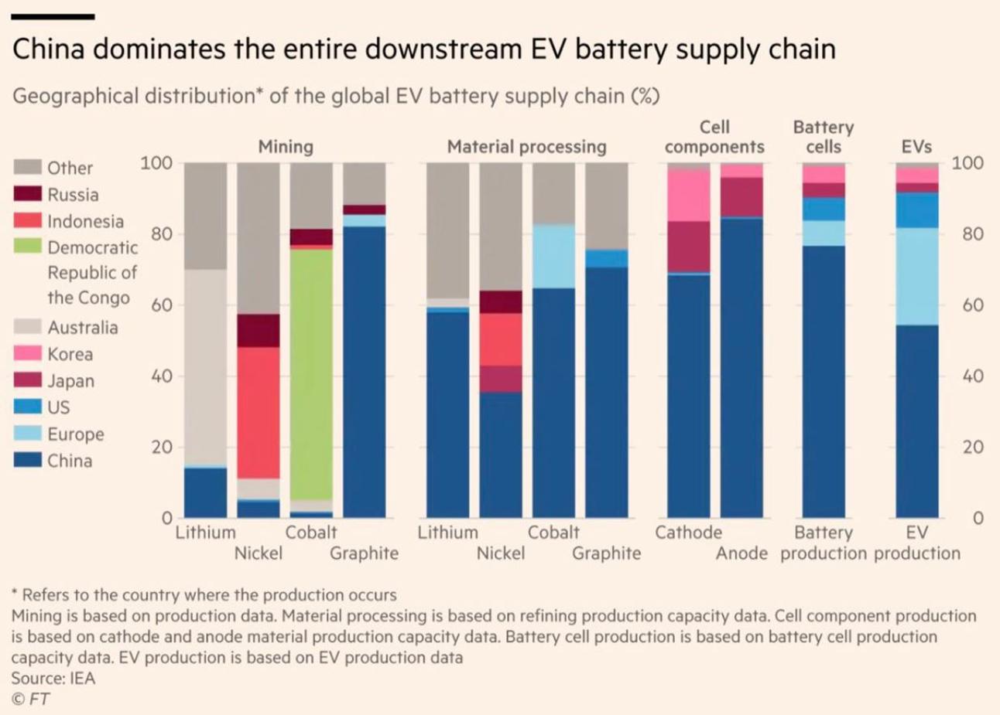 China dominates the entire downstream EV battery supply chain
Geographical distribution* of the global EV battery supply chain (%)
Other
Russia
Indonesia
Democratic
Republic of
the Congo
Australia
Korea
Japan
US
Europe
China
Mining
Material processing
Cell
components
Battery
cells
EVs
100
80
60
40
20
0
100
80
60
40
20
0
Lithium
Nickel
Cobalt
Graphite
Lithium
Nickel
Cobalt
Graphite
Cathode
Anode
Battery
production
EV
production
* Refers to the country where the production occurs
Mining is based on production data. Material processing is based on refining production capacity data. Cell component production
is based on cathode and anode material production capacity data. Battery cell production is based on battery cell production
capacity data. EV production is based on EV production data
Source: IEA
© FT